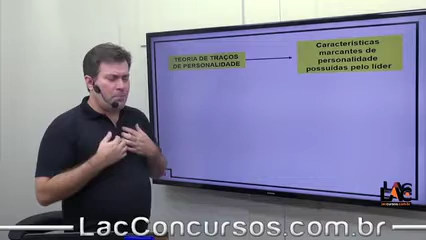 TEORIA DE TRAÇOS
DE PERSONALIDADE
Características
marcantes de
personalidade
possuídas pelo líder
LAC
LacConcursos.com.br